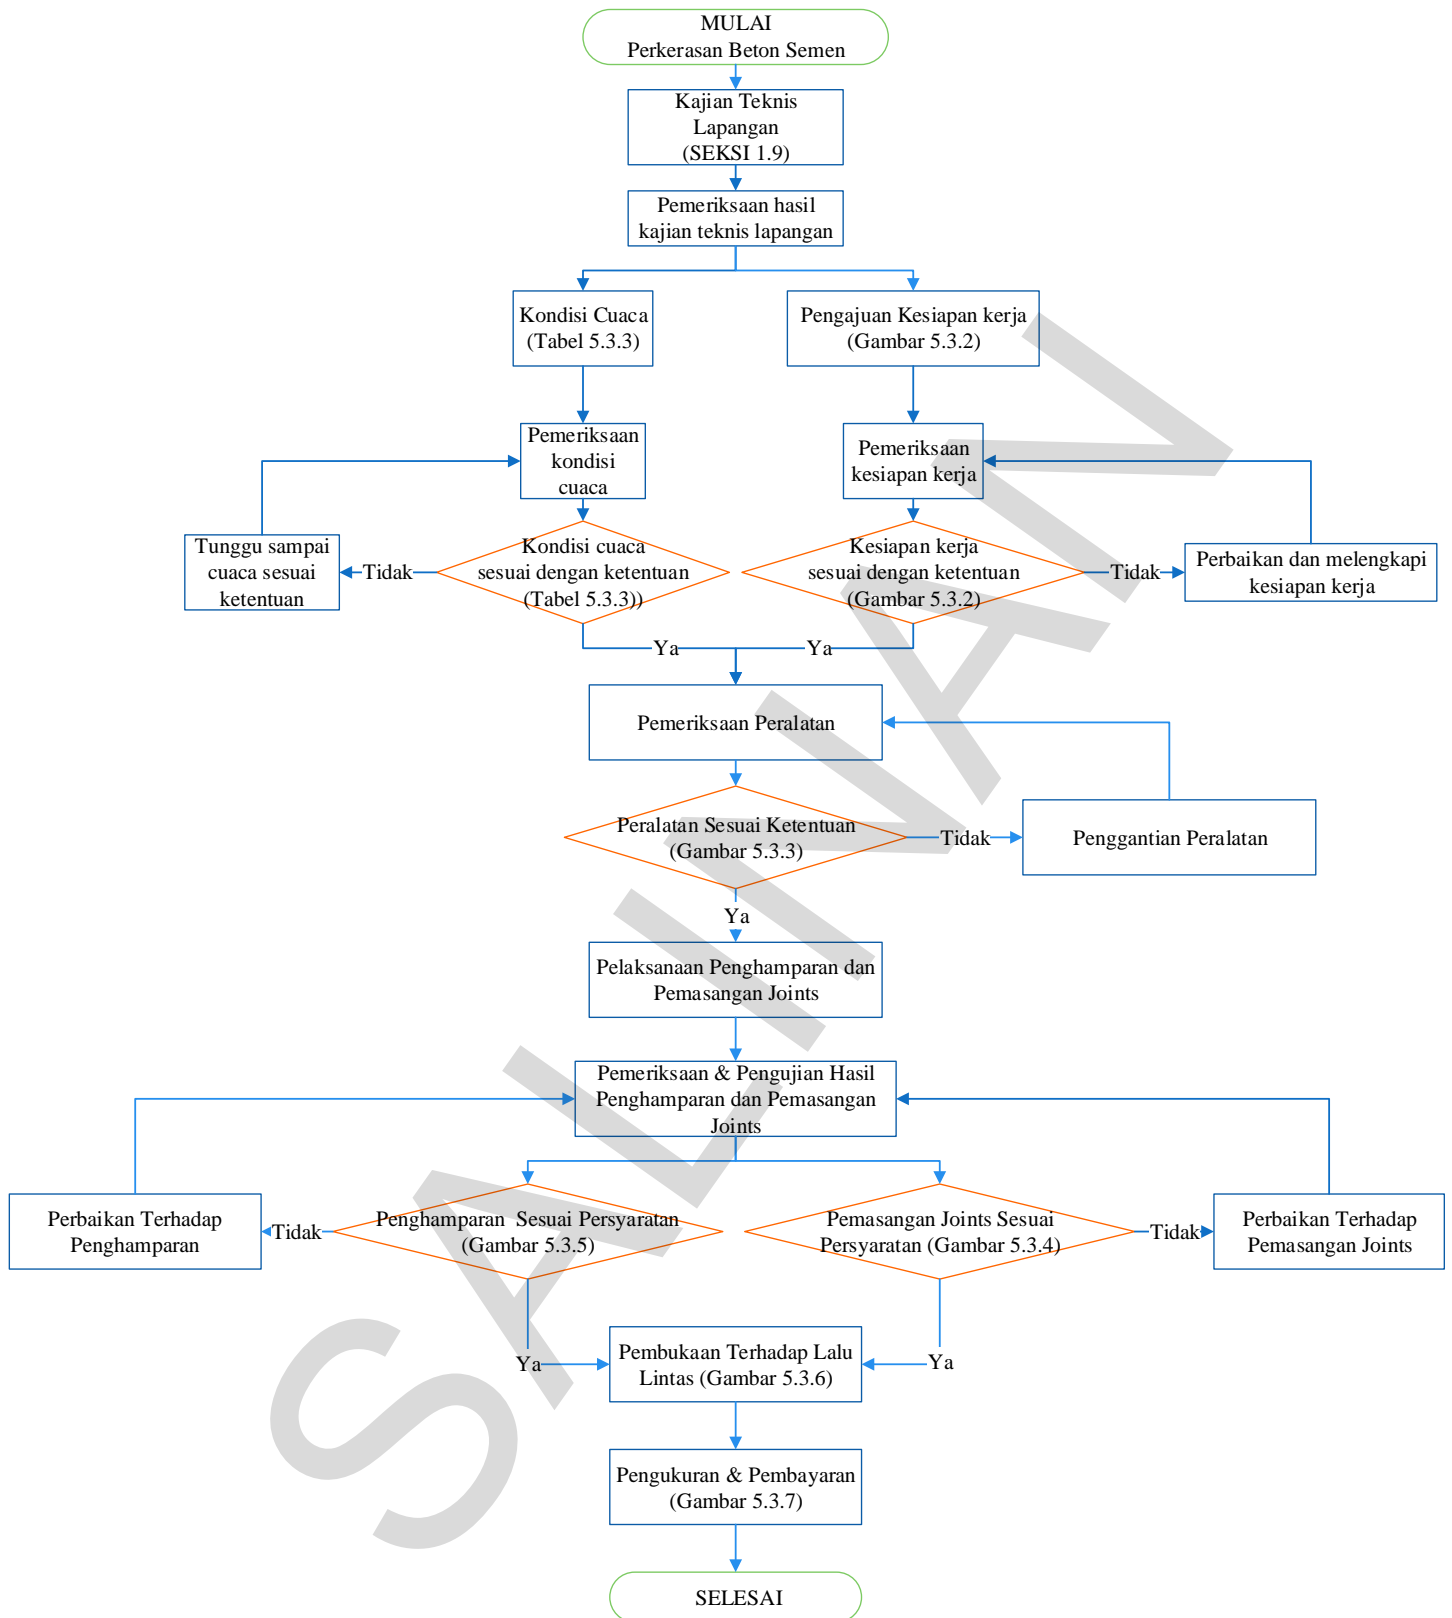 MULAI
Perkerasan Beton Semen
Kajian Teknis
Lapangan
(SEKSI 1.9)
Pemeriksaan hasil
kajian teknis lapangan
Kondisi Cuaca
(Tabel 5.3.3)
Pengajuan Kesiapan kerja
(Gambar 5.3.2)
Pemeriksaan
kondisi
cuaca
Pemeriksaan
kesiapan kerja
Tunggu sampai
cuaca sesuai
ketentuan
Tidak
Kondisi cuaca
sesuai dengan ketentuan
(Tabel 5.3.3))
Kesiapan kerja
sesuai dengan ketentuan
(Gambar 5.3.2)
Tidak
Perbaikan dan melengkapi
kesiapan kerja
Ya
Ya
Pemeriksaan Peralatan
Peralatan Sesuai Ketentuan
(Gambar 5.3.3)
Tidak
Penggantian Peralatan
Ya
Pelaksanaan Penghamparan dan
Pemasangan Joints
Pemeriksaan & Pengujian Hasil
Penghamparan dan Pemasangan
Joints
Perbaikan Terhadap
Penghamparan
Tidak
Penghamparan  Sesuai Persyaratan
(Gambar 5.3.5)
Pemasangan Joints Sesuai
Persyaratan (Gambar 5.3.4)
Tidak
Perbaikan Terhadap
Pemasangan Joints
Ya
Pembukaan Terhadap Lalu
Lintas (Gambar 5.3.6)
Ya
Pengukuran & Pembayaran
(Gambar 5.3.7)
SELESAI
SALINAN